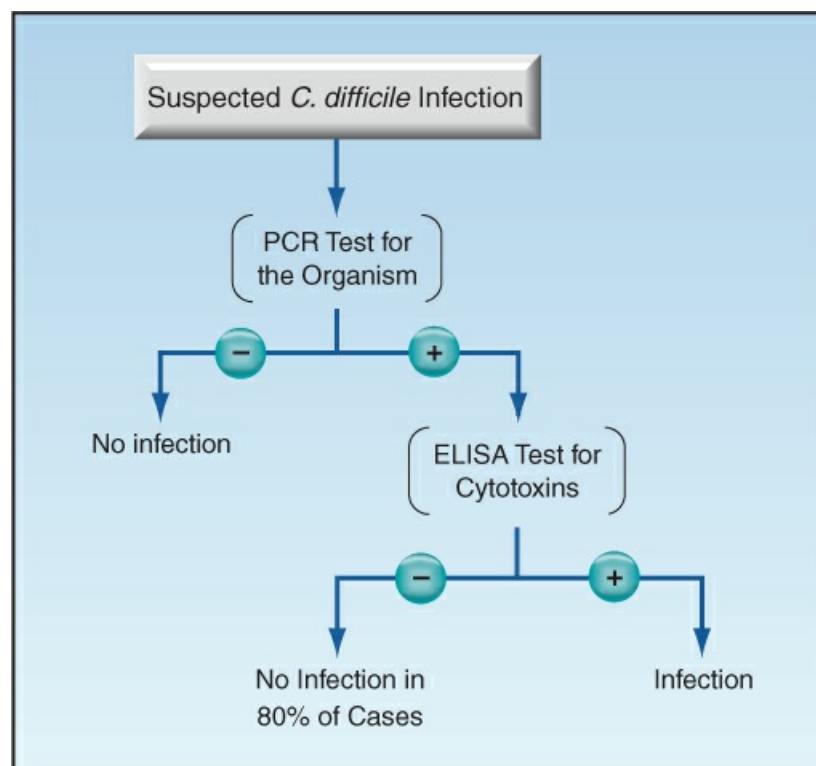 Suspected C. difficile Infection
PCR Test for
the Organism
− +
No infection
ELISA Test for
Cytotoxins
− +
No Infection in
80% of Cases
Infection